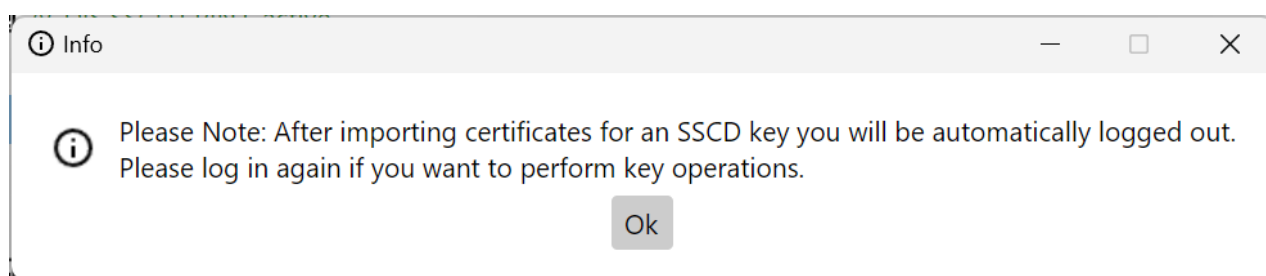 Info
Please Note: After importing certificates for an SSCD key you will be automatically logged out.
Please log in again if you want to perform key operations.
Ok